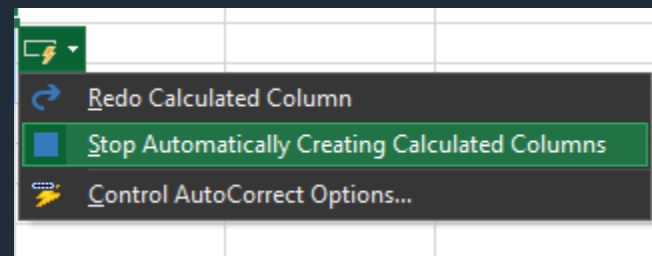 Redo Calculated Column
Stop Automatically Creating Calculated Columns
Control AutoCorrect Options...